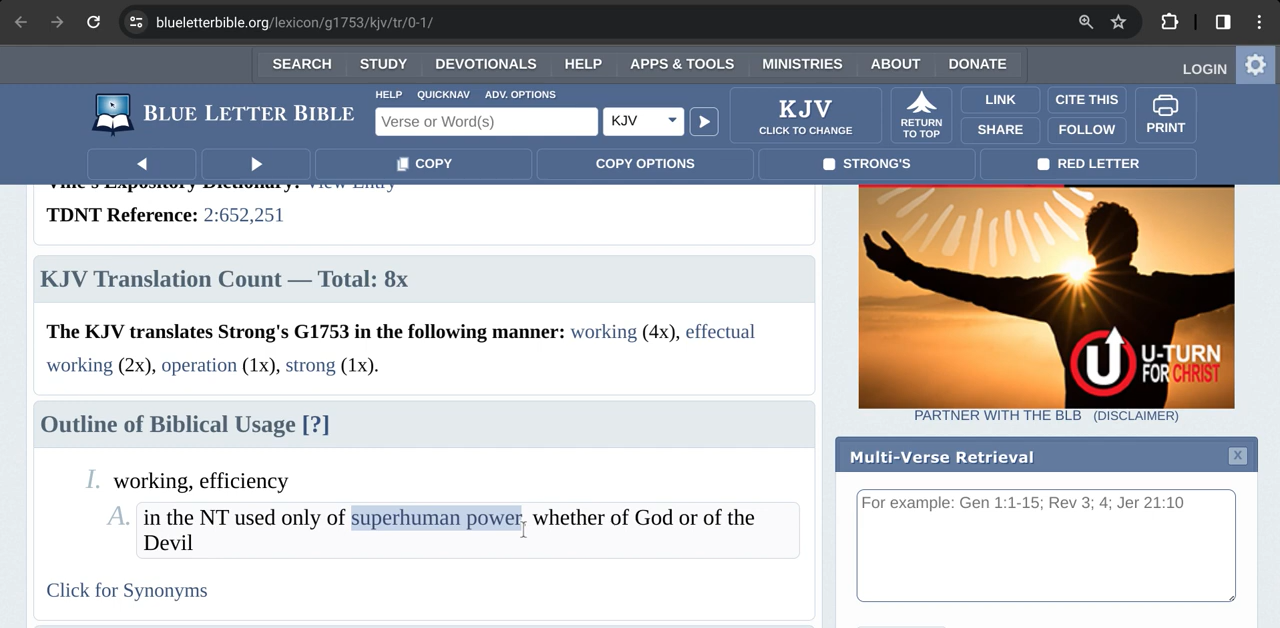 blueletterbible.org/lexicon/g1753/kjv/tr/0-1/
SEARCH STUDY DEVOTIONALS HELP APPS & TOOLS MINISTRIES ABOUT DONATE LOGIN
BLUE LETTER BIBLE
HELP QUICKNAV ADV. OPTIONS
Verse or Word(s) KJV
KJV
CLICK TO CHANGE
RETURN
TO TOP
LINK CITE THIS
SHARE FOLLOW
PRINT
COPY COPY OPTIONS STRONG'S RED LETTER
Vine's Expository Dictionary: View Entry
TDNT Reference: 2:652,251
KJV Translation Count — Total: 8x
The KJV translates Strong's G1753 in the following manner: working (4x), effectual
working (2x), operation (1x), strong (1x).
Outline of Biblical Usage [?]
I. working, efficiency
A. in the NT used only of superhuman power, whether of God or of the
Devil
Click for Synonyms
U
U-TURN
FOR CHRIST
PARTNER WITH THE BLB (DISCLAIMER)
Multi-Verse Retrieval X
For example: Gen 1:1-15; Rev 3; 4; Jer 21:10